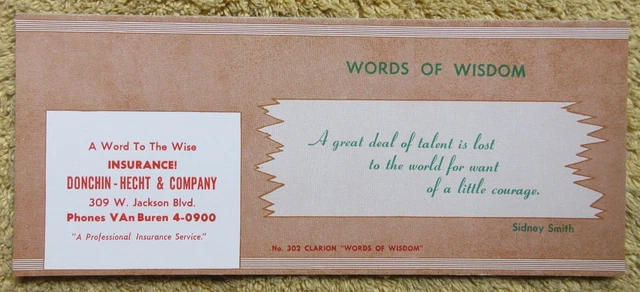 WORDS OF WISDOM
A great deal of talent is lost
to the world for want
of a little courage.
Sidney Smith
No. 302 CLARION "WORDS OF WISDOM"
A Word To The Wise
INSURANCE!
DONCHIN-HECHT & COMPANY
309 W. Jackson Blvd.
Phones VAn Buren 4-0900
"A Professional Insurance Service."